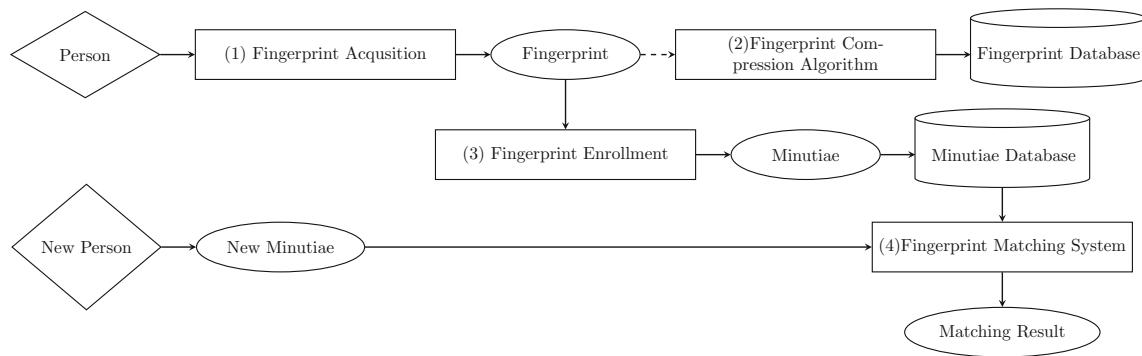 Person
(1) Fingerprint Acqusition
Fingerprint
(2)Fingerprint Com-
pression Algorithm
Fingerprint Database
(3) Fingerprint Enrollment
Minutiae
Minutiae Database
New Person
New Minutiae
(4)Fingerprint Matching System
Matching Result